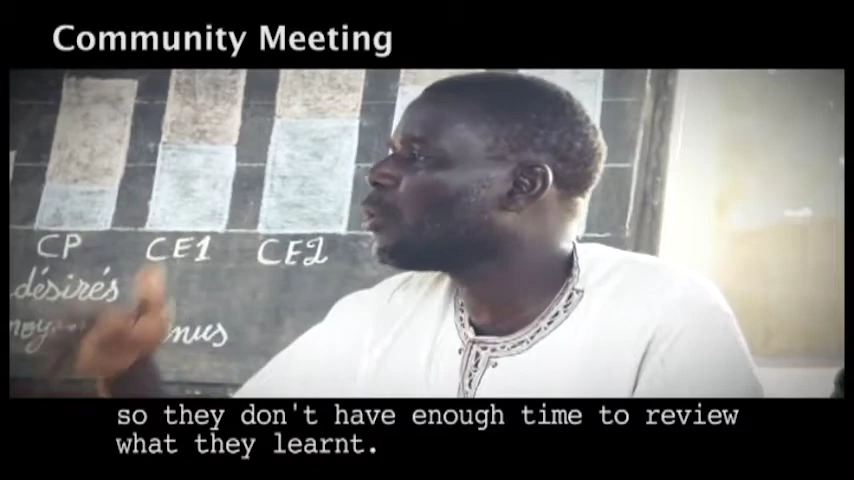 Community Meeting
CP CE1 CE2
désirés
nus
so they don't have enough time to review
what they learnt.